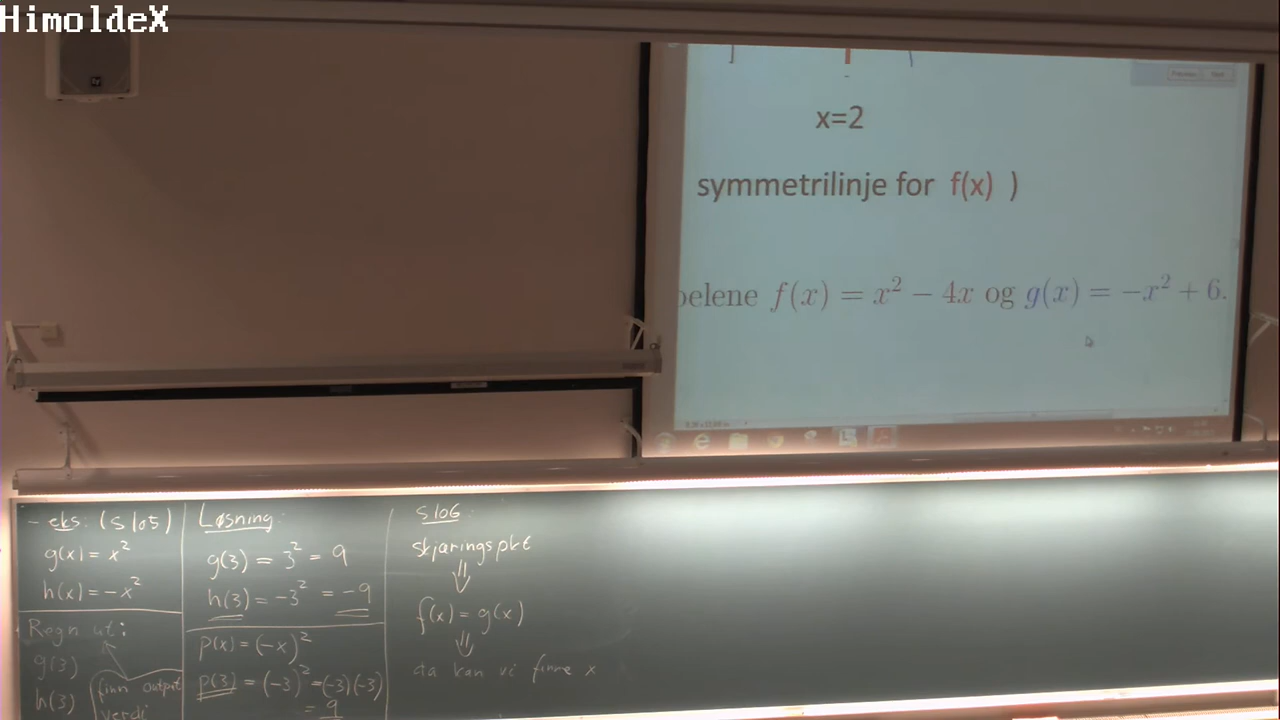 HimoldeX
x=2
symmetrilinje for f(x) )
oelene f(x) = x² − 4x og g(x) = −x² + 6.
- eks: (s 105)
g(x) = x²
h(x) = -x²
Regn ut:
g(3)
h(3)
finn output
verdi
Løsning:
g(3) = 3² = 9
h(3) = -3² = -9
p(x) = (-x)²
p(3) = (-3)² = (-3)(-3)
= 9
s 106:
skjæringspkt
⇓
f(x) = g(x)
⇓
da kan vi finne x